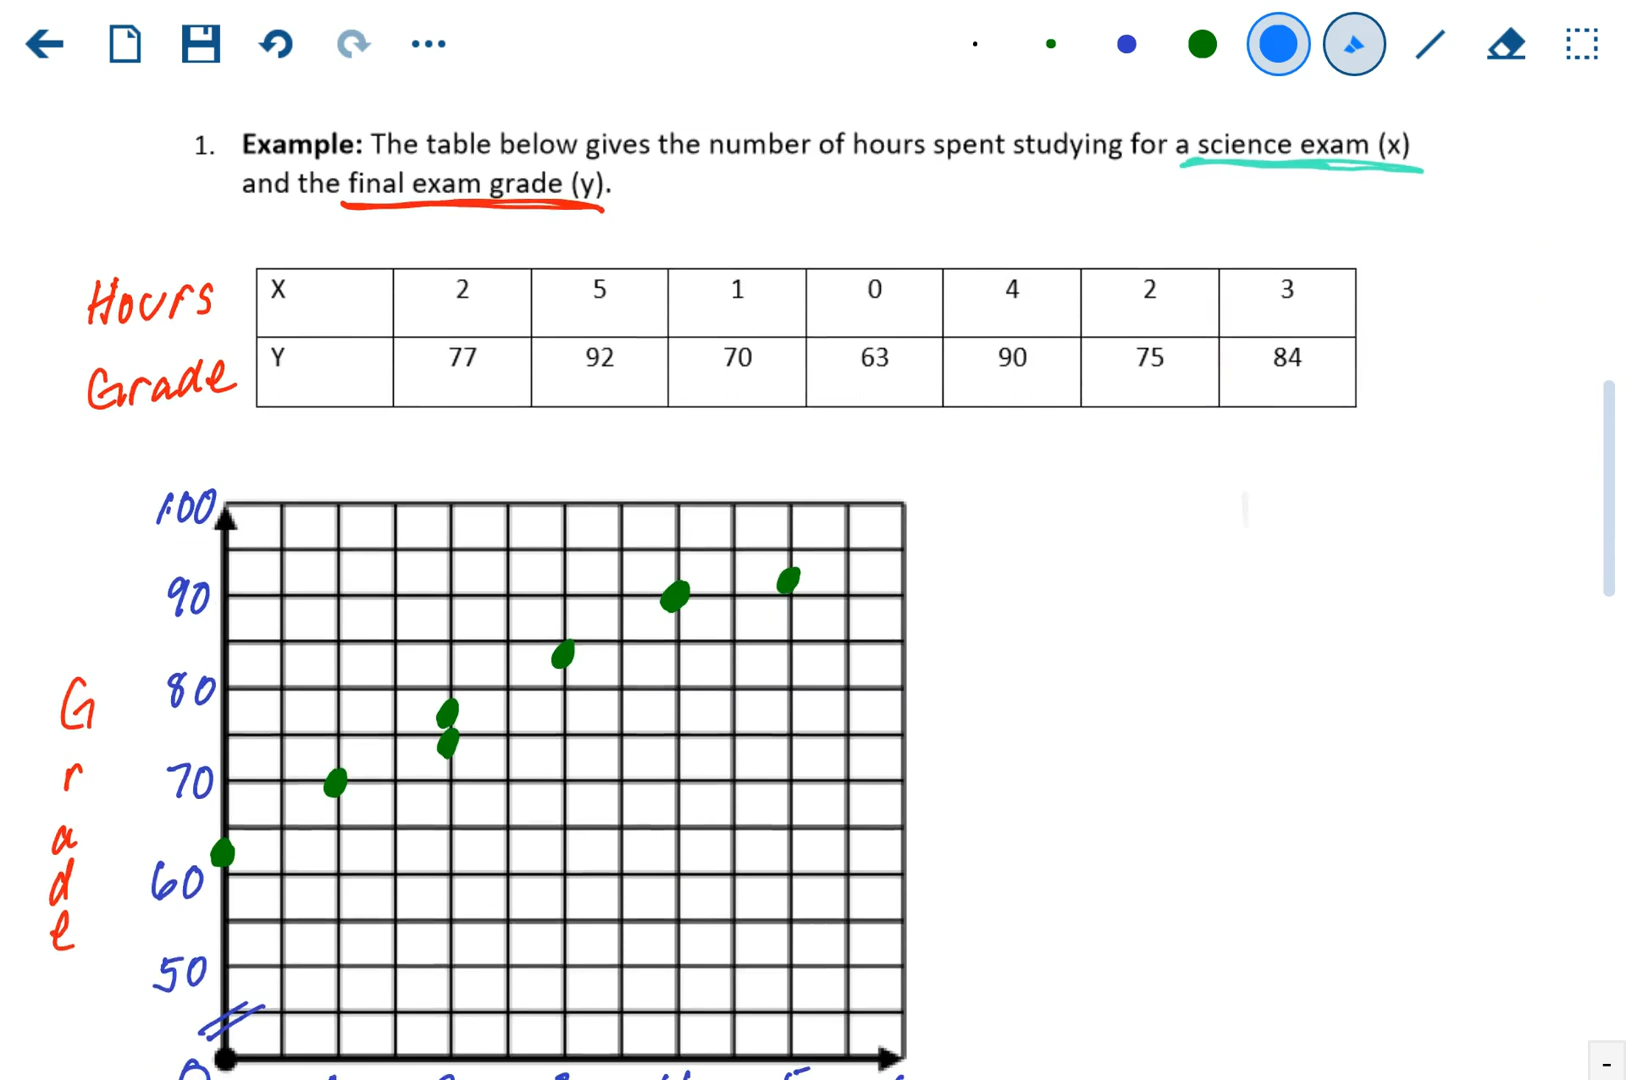 1. Example: The table below gives the number of hours spent studying for a science exam (x)
and the final exam grade (y).
Hours X 2 5 1 0 4 2 3
Grade Y 77 92 70 63 90 75 84
100
90
80
70
60
50
Grade